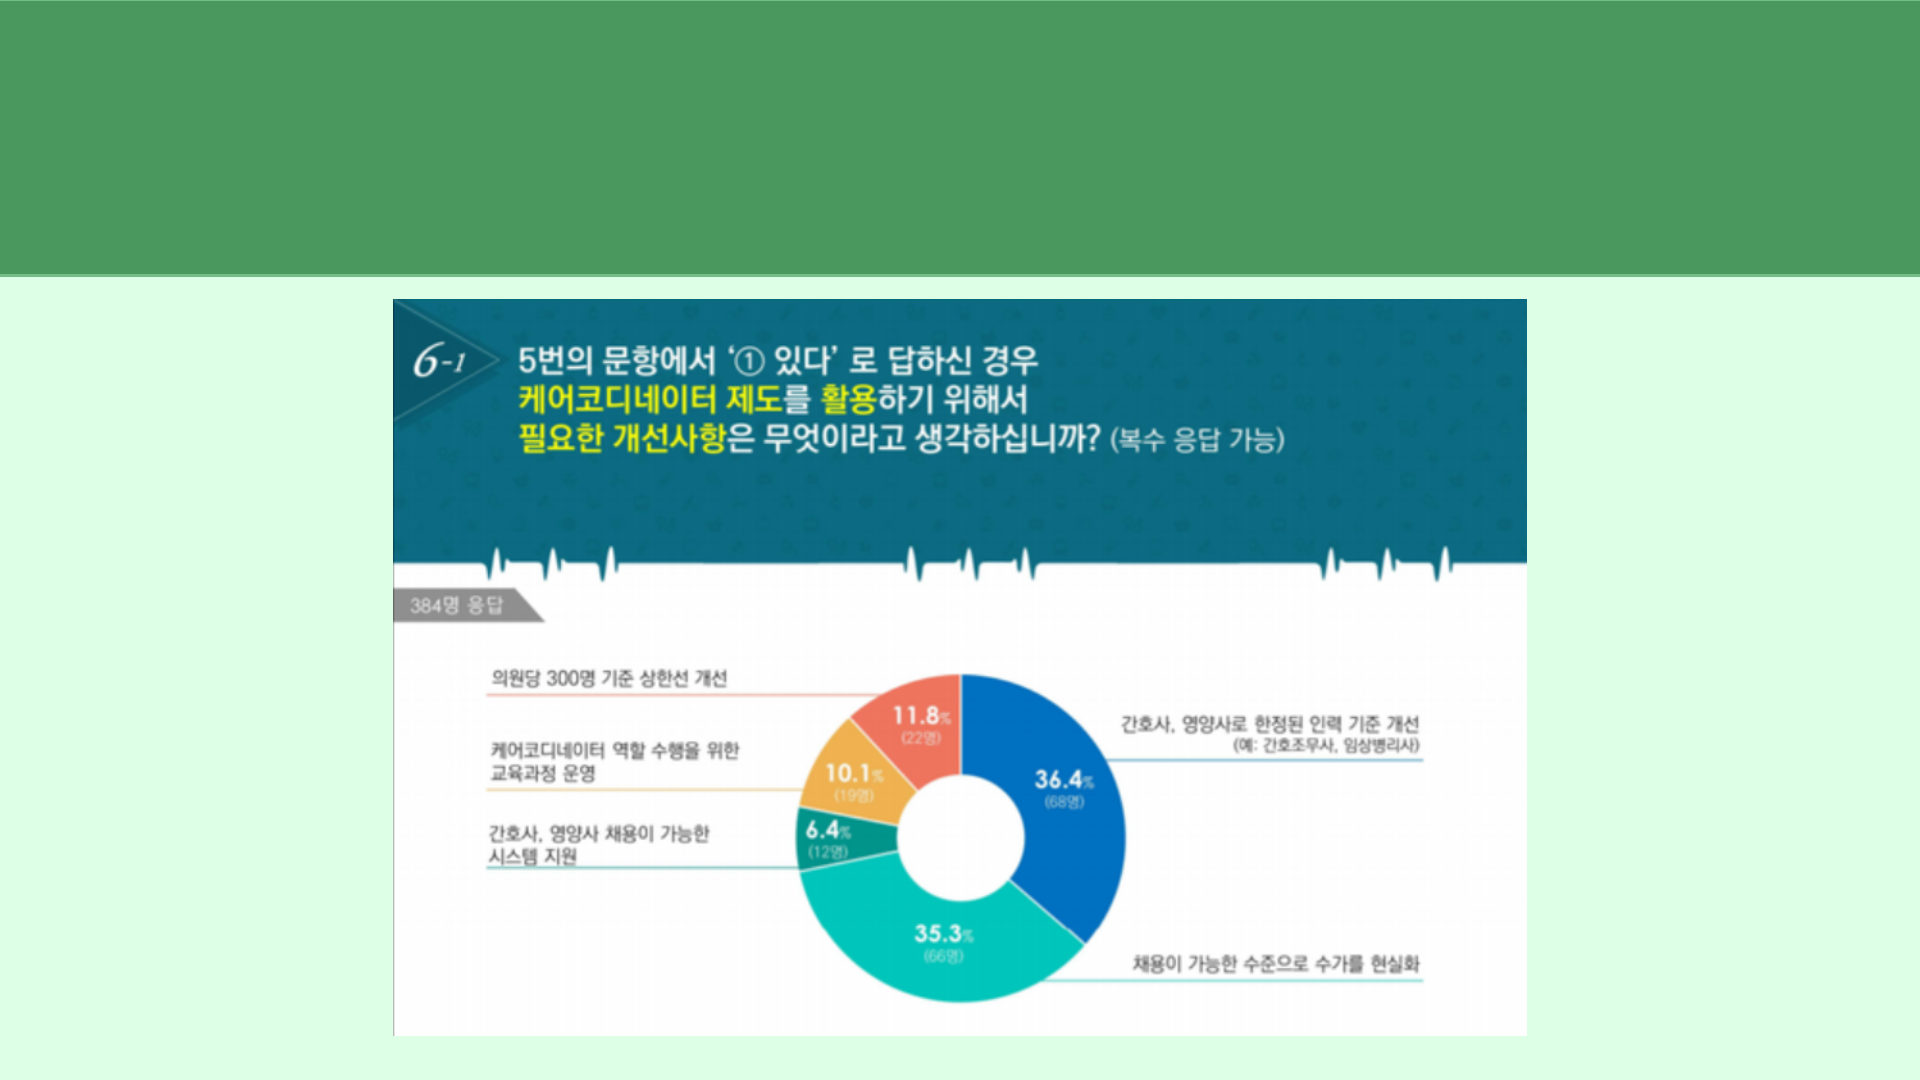 6-1
5번의 문항에서 ‘① 있다’ 로 답하신 경우
케어코디네이터 제도를 활용하기 위해서
필요한 개선사항은 무엇이라고 생각하십니까? (복수 응답 가능)
384명 응답
의원당 300명 기준 상한선 개선
케어코디네이터 역할 수행을 위한
교육과정 운영
간호사, 영양사 채용이 가능한
시스템 지원
11.8%
(22명)
10.1%
(19명)
6.4%
(12명)
36.4%
(68명)
35.3%
(66명)
간호사, 영양사로 한정된 인력 기준 개선
(예: 간호조무사, 임상병리사)
채용이 가능한 수준으로 수가를 현실화